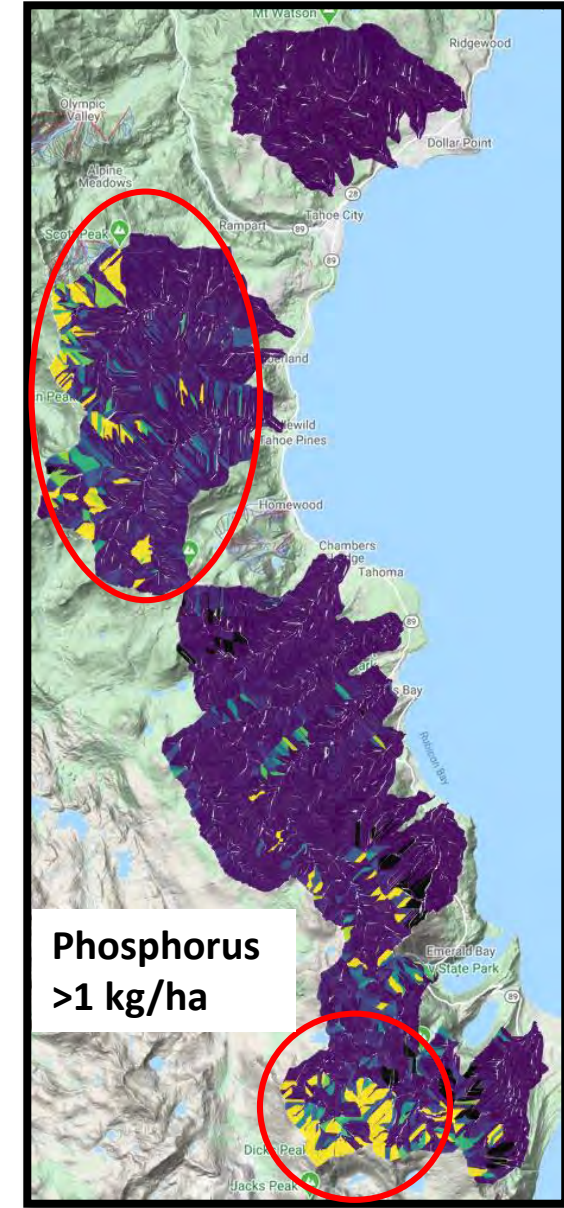 Mt Watson
Ridgewood
Olympic
Valley
Dollar Point
Alpine
Meadows
28
Tahoe City
Rampart
89
Scott Peak
89
Tahoe Pines
Homewood
Chambers
Tahoma
89
Bay
Rubicon
Bay
Phosphorus
>1 kg/ha
Emerald Bay
State Park
89
Dicks Peak
Jacks Peak